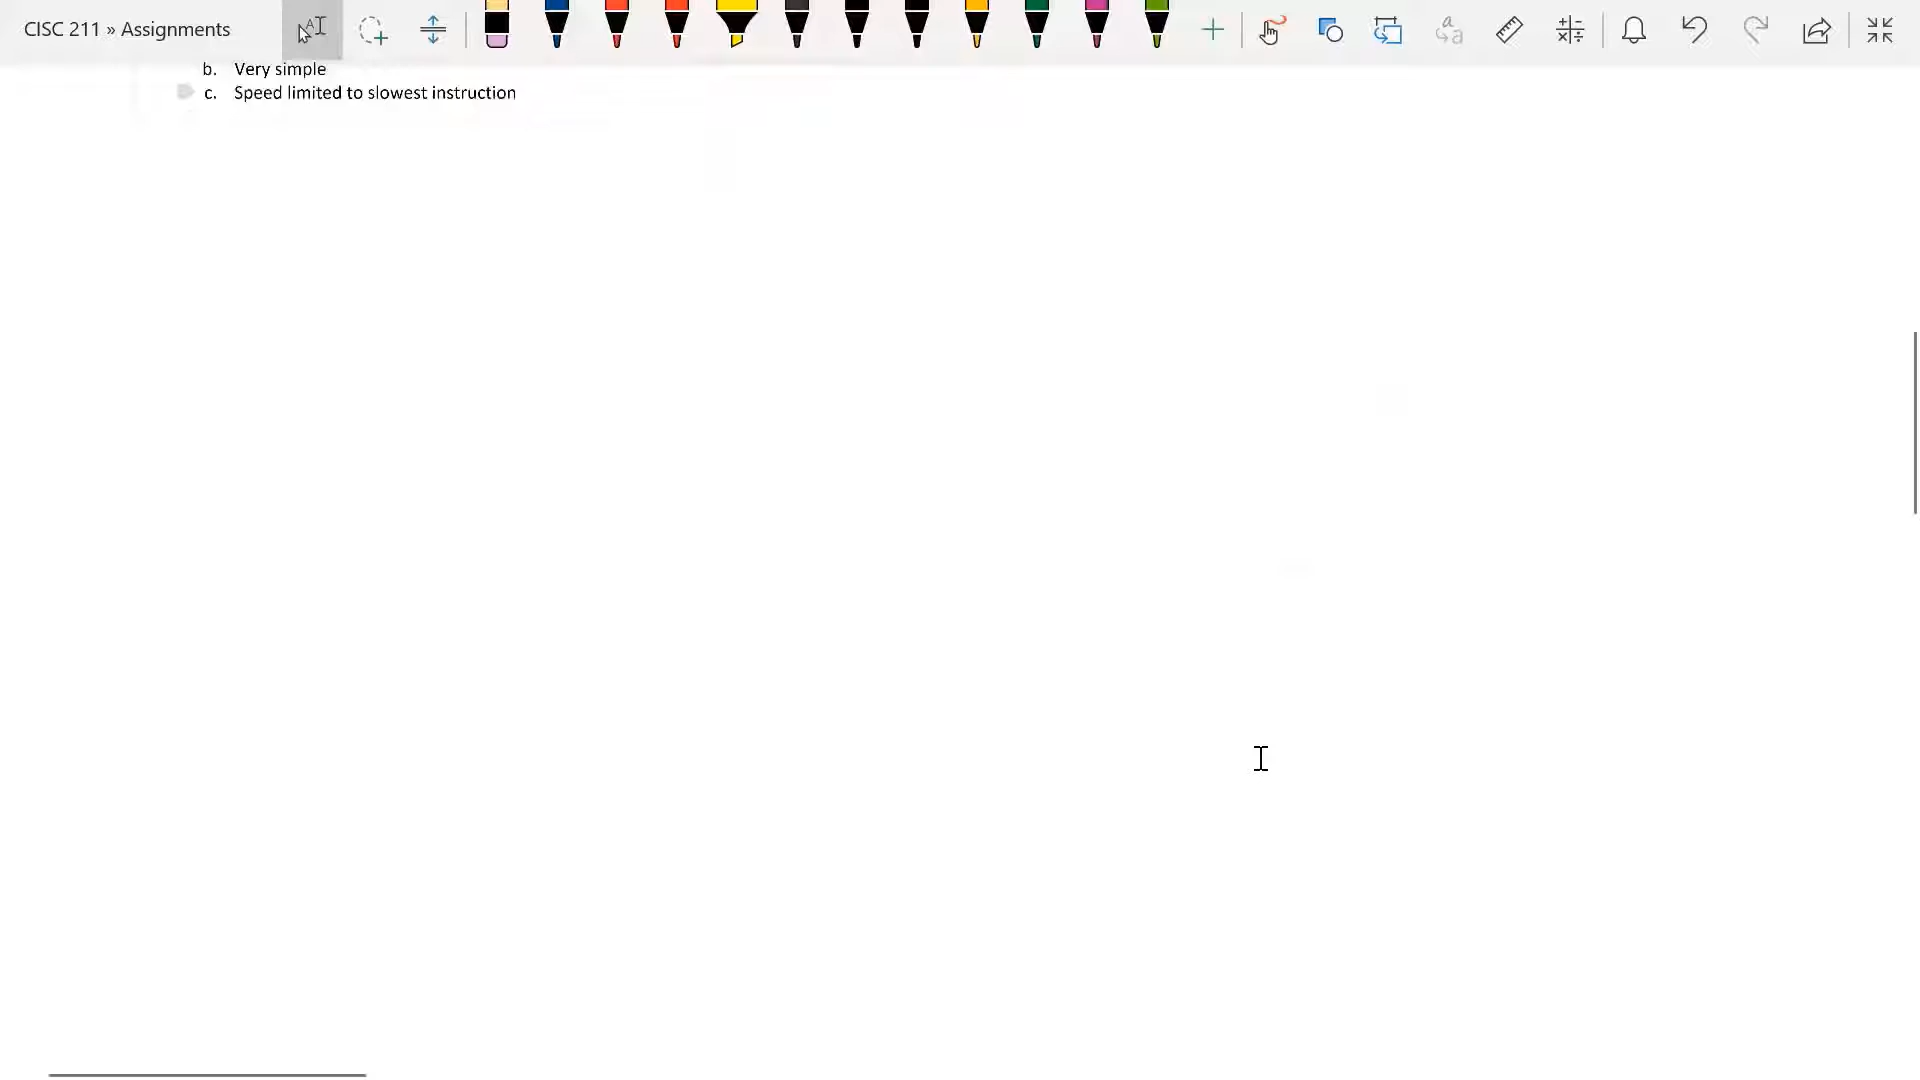 CISC 211 » Assignments
b. Very simple
c. Speed limited to slowest instruction